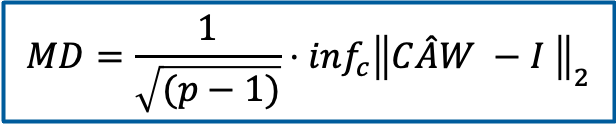 MD = 1/√(p − 1) · inf_c‖CÂW − I‖₂